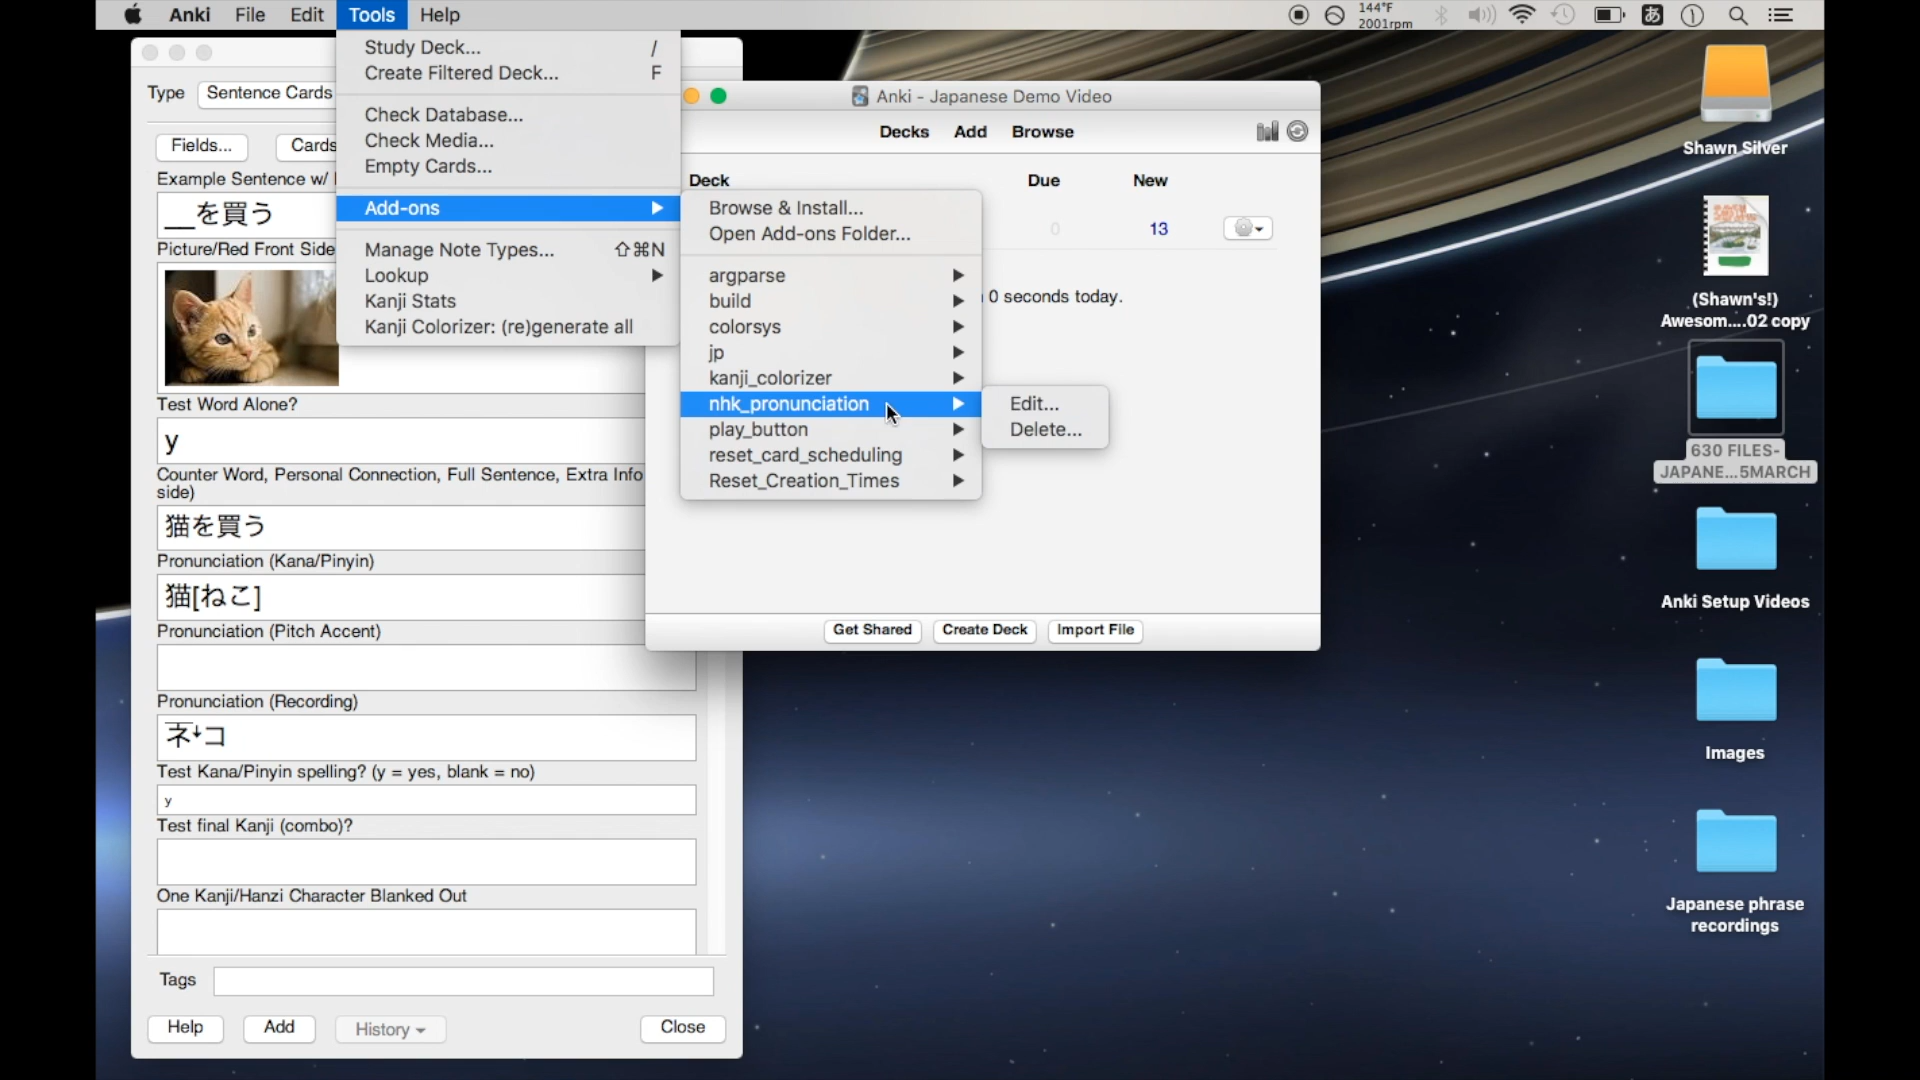 Anki File Edit Tools Help
144°F
2001rpm
あ
Study Deck... /
Create Filtered Deck... F
Check Database...
Check Media...
Empty Cards...
Add-ons
Manage Note Types... ⇧⌘N
Lookup
Kanji Stats
Kanji Colorizer: (re)generate all
Browse & Install...
Open Add-ons Folder...
argparse
build
colorsys
jp
kanji_colorizer
nhk_pronunciation
play_button
reset_card_scheduling
Reset_Creation_Times
Edit...
Delete...
Type Sentence Cards
Fields... Cards
Example Sentence w/
__を買う
Picture/Red Front Side
Test Word Alone?
y
Counter Word, Personal Connection, Full Sentence, Extra Info
side)
猫を買う
Pronunciation (Kana/Pinyin)
猫[ねこ]
Pronunciation (Pitch Accent)
Pronunciation (Recording)
ネ↓コ
Test Kana/Pinyin spelling? (y = yes, blank = no)
y
Test final Kanji (combo)?
One Kanji/Hanzi Character Blanked Out
Tags
Help Add History Close
Anki - Japanese Demo Video
Decks Add Browse
Deck Due New
0 13
0 seconds today.
Get Shared Create Deck Import File
Shawn Silver
(Shawn's!)
Awesom....02 copy
630 FILES-
JAPANE...5MARCH
Anki Setup Videos
Images
Japanese phrase
recordings